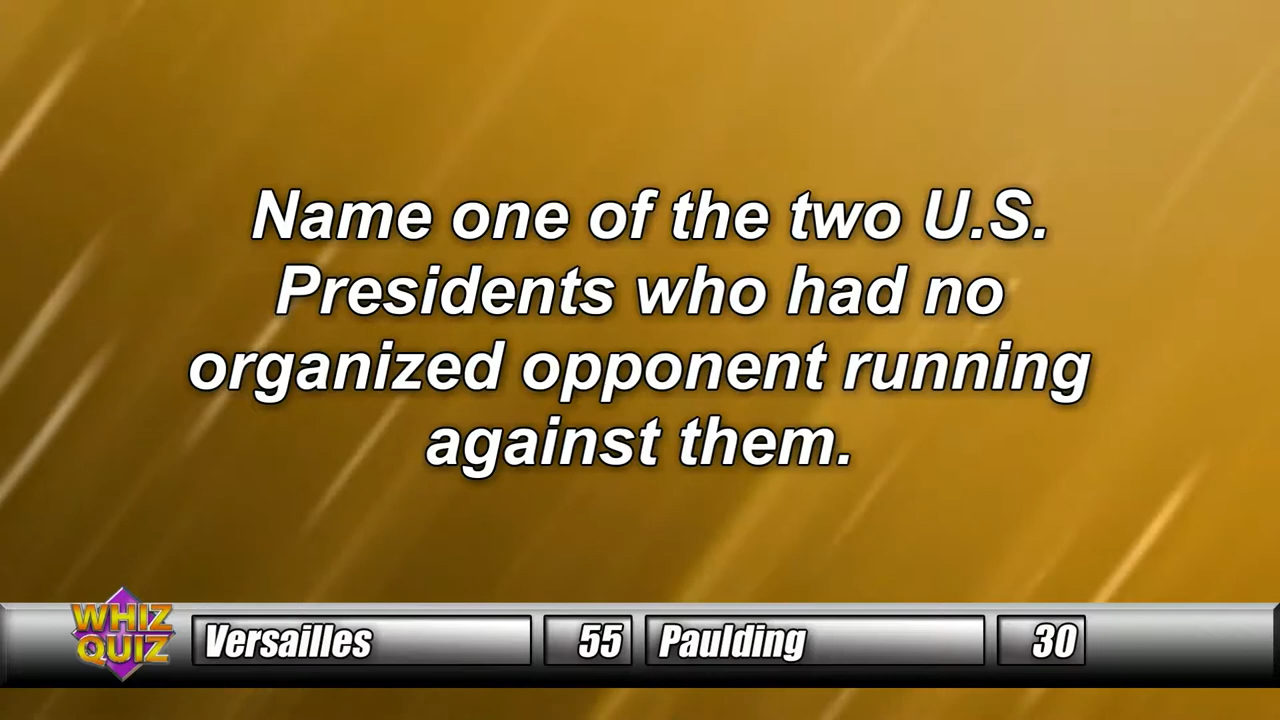 Name one of the two U.S.
Presidents who had no
organized opponent running
against them.
WHIZ
QUIZ
Versailles 55 Paulding 30